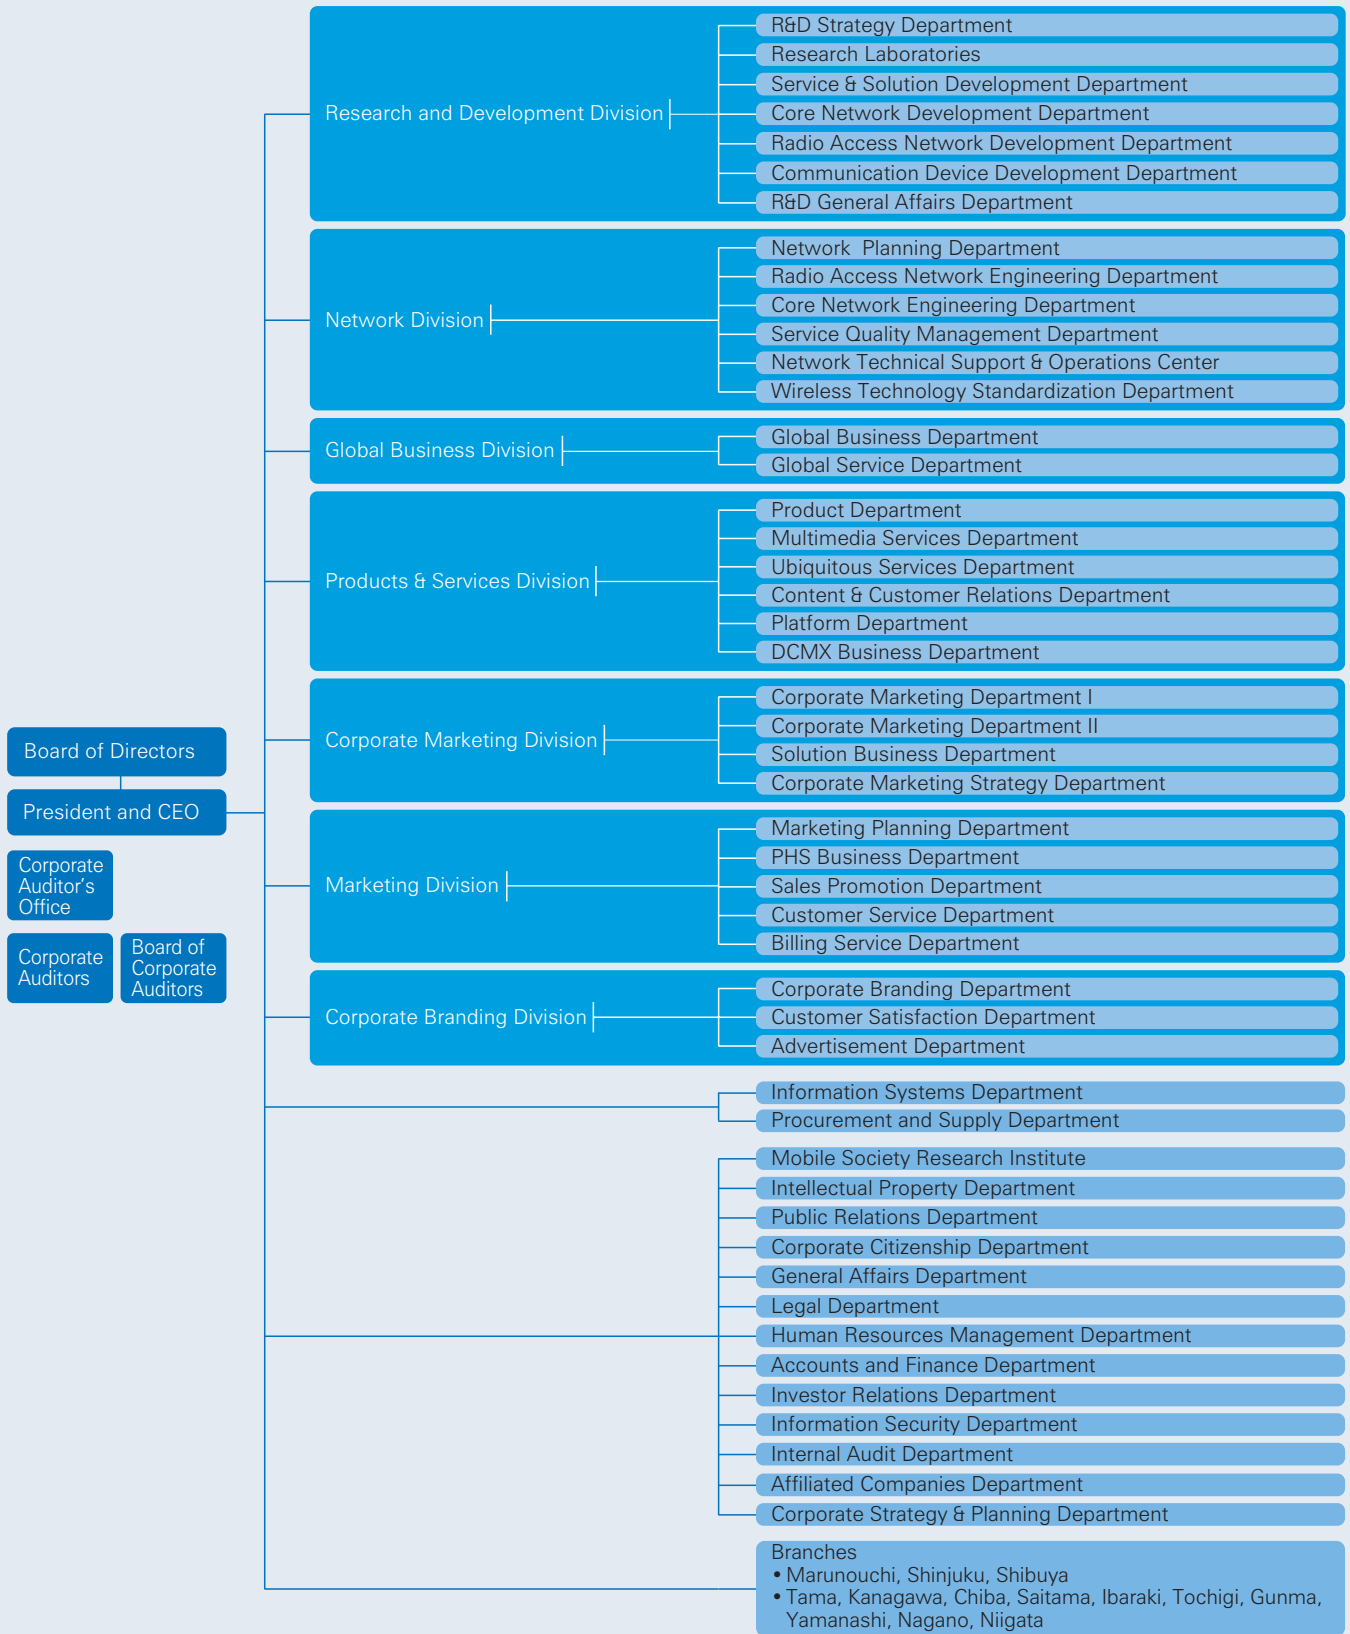 Board of Directors
President and CEO
Corporate
Auditor's
Office
Corporate
Auditors
Board of
Corporate
Auditors
Research and Development Division
R&D Strategy Department
Research Laboratories
Service & Solution Development Department
Core Network Development Department
Radio Access Network Development Department
Communication Device Development Department
R&D General Affairs Department
Network Division
Network Planning Department
Radio Access Network Engineering Department
Core Network Engineering Department
Service Quality Management Department
Network Technical Support & Operations Center
Wireless Technology Standardization Department
Global Business Division
Global Business Department
Global Service Department
Products & Services Division
Product Department
Multimedia Services Department
Ubiquitous Services Department
Content & Customer Relations Department
Platform Department
DCMX Business Department
Corporate Marketing Division
Corporate Marketing Department I
Corporate Marketing Department II
Solution Business Department
Corporate Marketing Strategy Department
Marketing Division
Marketing Planning Department
PHS Business Department
Sales Promotion Department
Customer Service Department
Billing Service Department
Corporate Branding Division
Corporate Branding Department
Customer Satisfaction Department
Advertisement Department
Information Systems Department
Procurement and Supply Department
Mobile Society Research Institute
Intellectual Property Department
Public Relations Department
Corporate Citizenship Department
General Affairs Department
Legal Department
Human Resources Management Department
Accounts and Finance Department
Investor Relations Department
Information Security Department
Internal Audit Department
Affiliated Companies Department
Corporate Strategy & Planning Department
Branches
• Marunouchi, Shinjuku, Shibuya
• Tama, Kanagawa, Chiba, Saitama, Ibaraki, Tochigi, Gunma,
Yamanashi, Nagano, Niigata